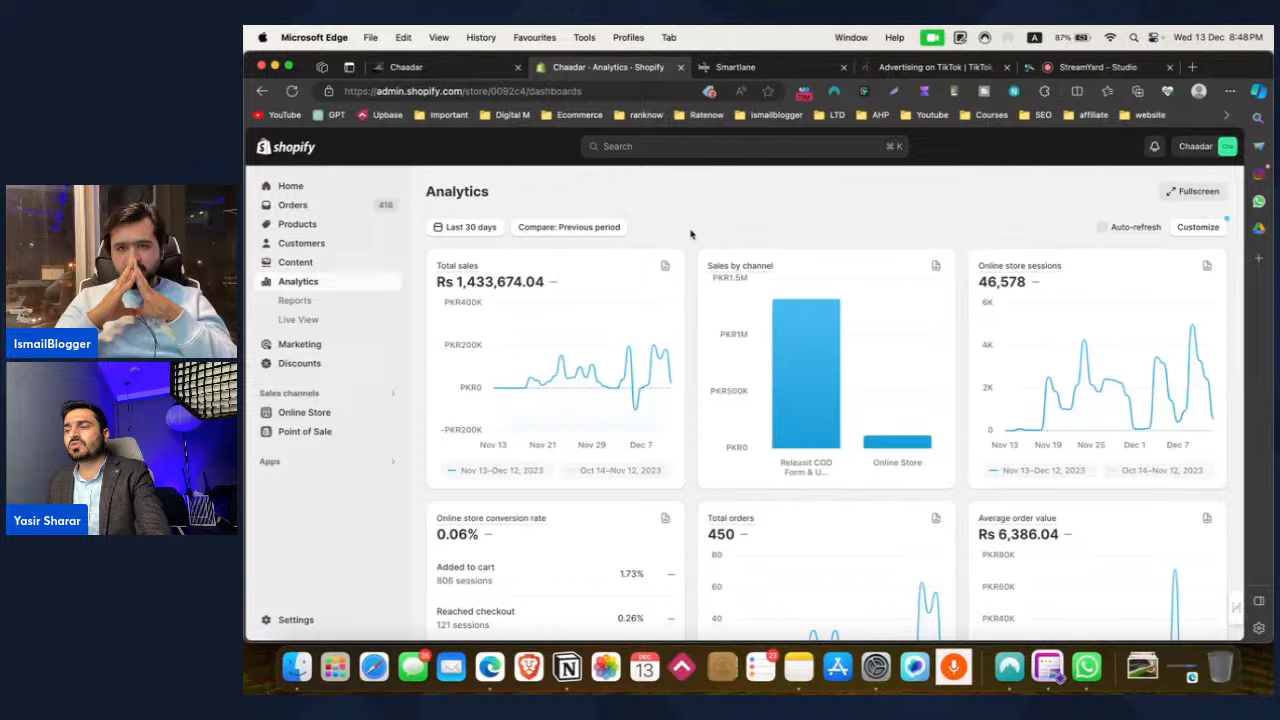 Microsoft Edge File Edit View History Favourites Tools Profiles Tab Window Help A 87% Wed 13 Dec 8:48PM
Chaadar Chaadar · Analytics · Shopify Smartlane Advertising on TikTok | TikTok StreamYard - Studio
https://admin.shopify.com/store/0092c4/dashboards
YouTube GPT Upbase Important Digital M Ecommerce ranknow Ratenow ismailblogger LTD AHP Youtube Courses SEO affiliate website
shopify Search ⌘ K Chaadar Cha
Home
Orders 416
Products
Customers
Content
Analytics
Reports
Live View
Marketing
Discounts
Sales channels
Online Store
Point of Sale
Apps
Settings
Analytics Fullscreen
Last 30 days Compare: Previous period Auto-refresh Customize
Total sales
Rs 1,433,674.04 —
PKR400K
PKR200K
PKR0
-PKR200K
Nov 13 Nov 21 Nov 29 Dec 7
Nov 13–Dec 12, 2023 Oct 14–Nov 12, 2023
Sales by channel
PKR1.5M
PKR1M
PKR500K
PKR0
Releasit COD Online Store
Form & U...
Online store sessions
46,578 —
6K
4K
2K
0
Nov 13 Nov 19 Nov 25 Dec 1 Dec 7
Nov 13–Dec 12, 2023 Oct 14–Nov 12, 2023
Online store conversion rate
0.06% —
Added to cart 1.73% —
806 sessions
Reached checkout 0.26% —
121 sessions
Total orders
450 —
80
60
40
Average order value
Rs 6,386.04 —
PKR80K
PKR60K
PKR40K
IsmailBlogger
Yasir Sharar
DEC
13
23